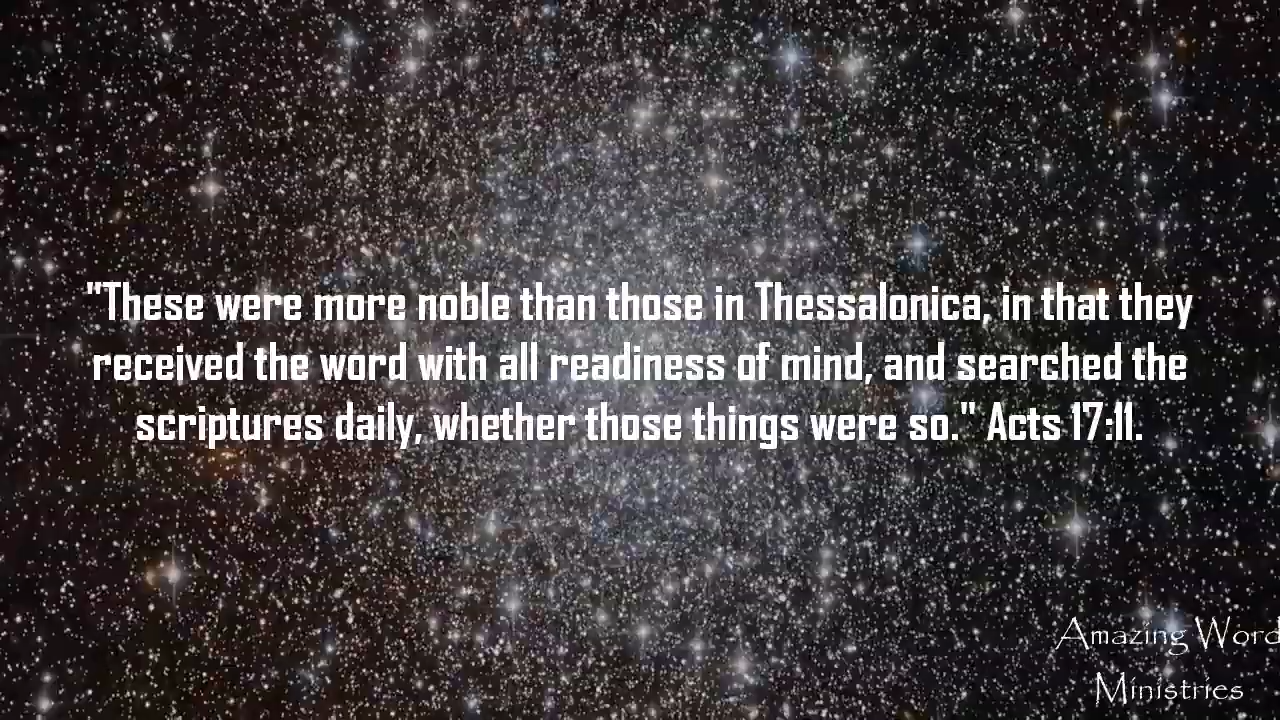 "These were more noble than those in Thessalonica, in that they
received the word with all readiness of mind, and searched the
scriptures daily, whether those things were so." Acts 17:11.
Amazing Word
Ministries